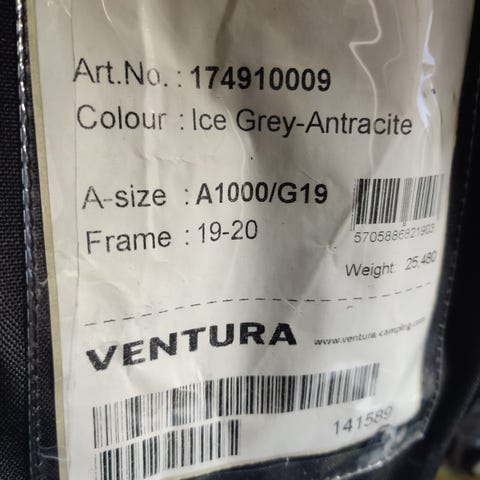 Art.No. : 174910009
Colour : Ice Grey-Antracite
A-size : A1000/G19
Frame : 19-20
5705886821903
Weight: 25,480
VENTURA www.ventura-camping.com
141589